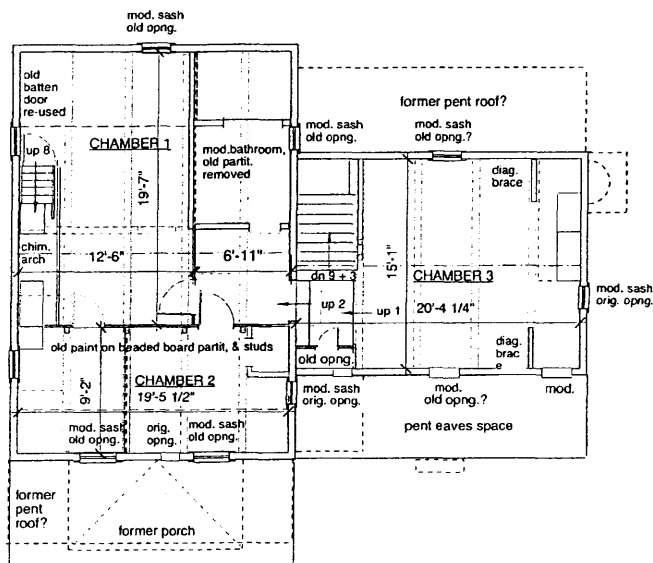 mod. sash
old opng.
old
batten
door
re-used
former pent roof?
mod. sash
old opng.
mod. sash
old opng.?
CHAMBER 1
up 8
mod.bathroom,
old partit.
removed
diag.
brace
19'-7"
15'-1"
chim.
arch
12'-6"
6'-11"
dn 9 + 3
CHAMBER 3
up 2
up 1
20'-4 1/4"
mod. sash
orig. opng.
old paint on beaded board partit, & studs
old opng.
diag.
brac
e
CHAMBER 2
19'-5 1/2"
9'-2"
mod. sash
orig. opng.
mod.
old opng.?
mod.
mod. sash
old opng.
orig.
opng.
mod. sash
old opng.
pent eaves space
former
pent
roof?
former porch